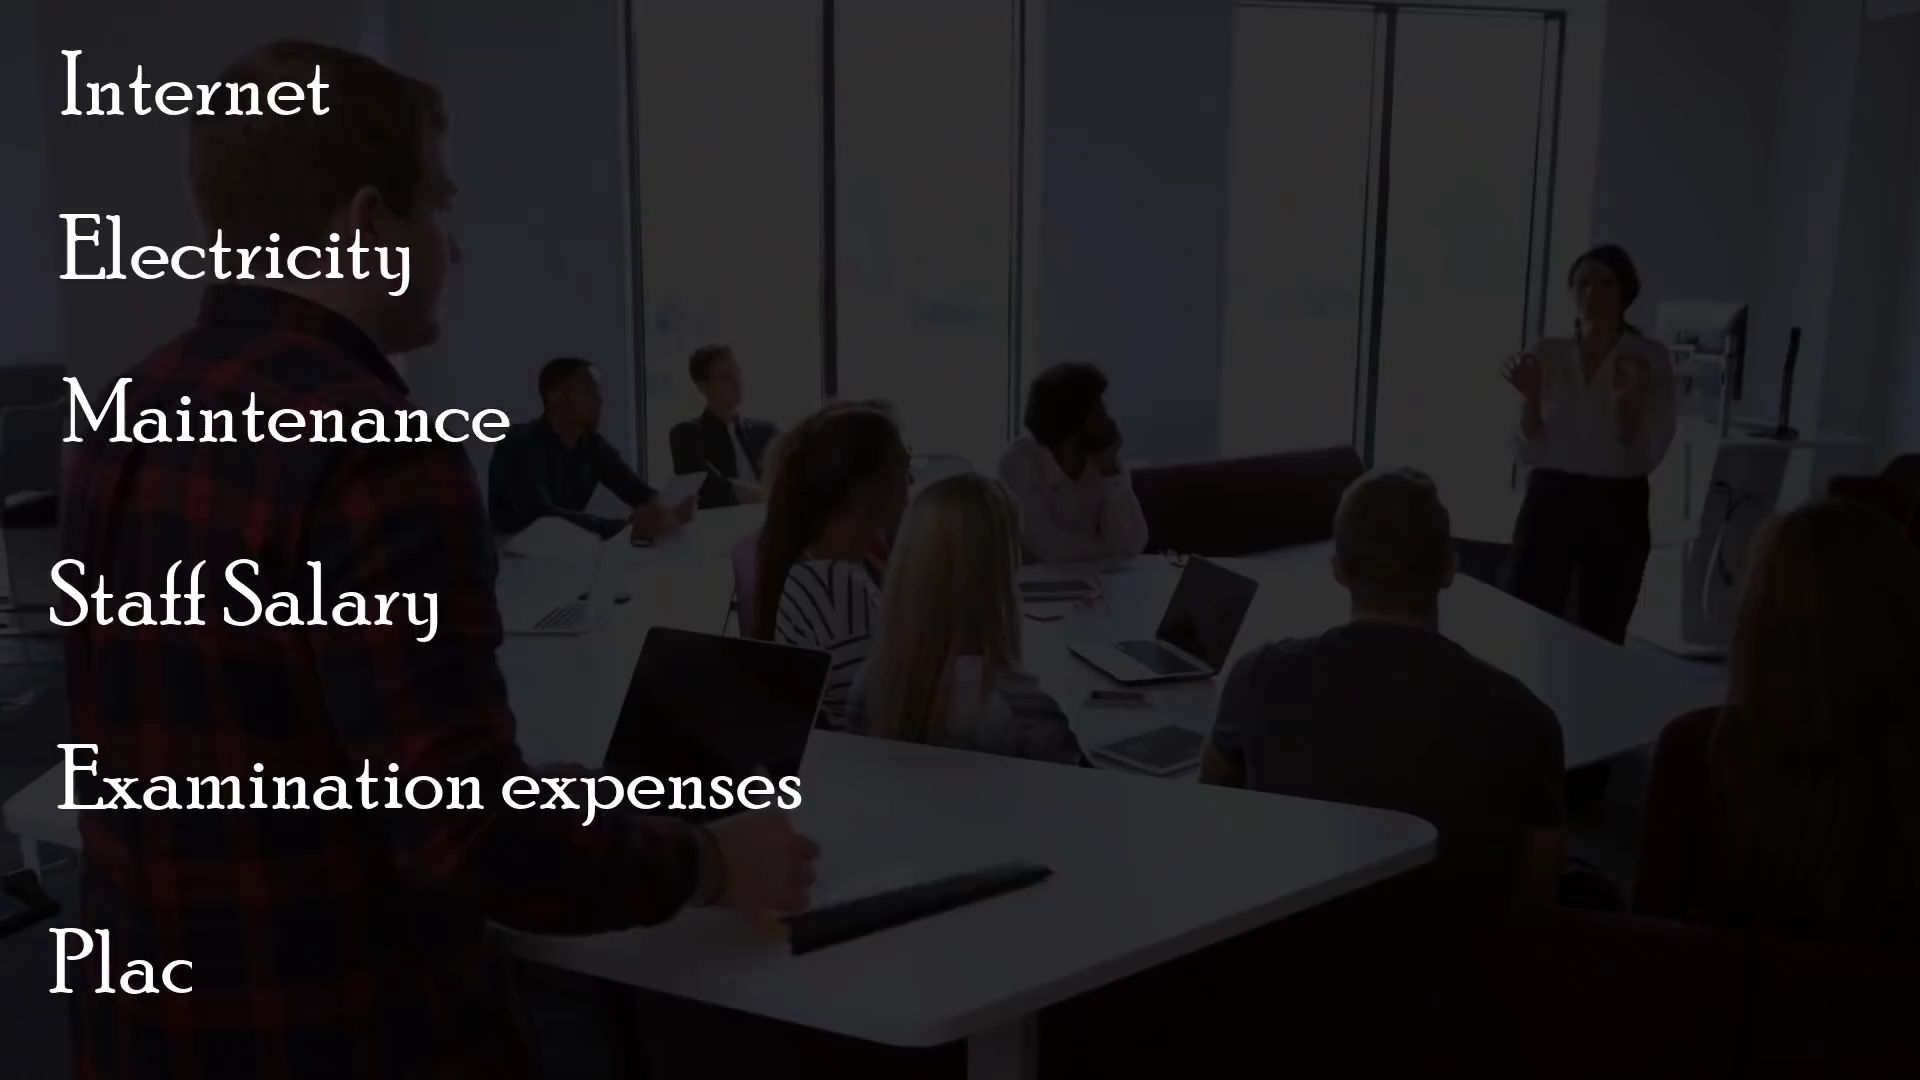 Internet
Electricity
Maintenance
Staff Salary
Examination expenses
Plac